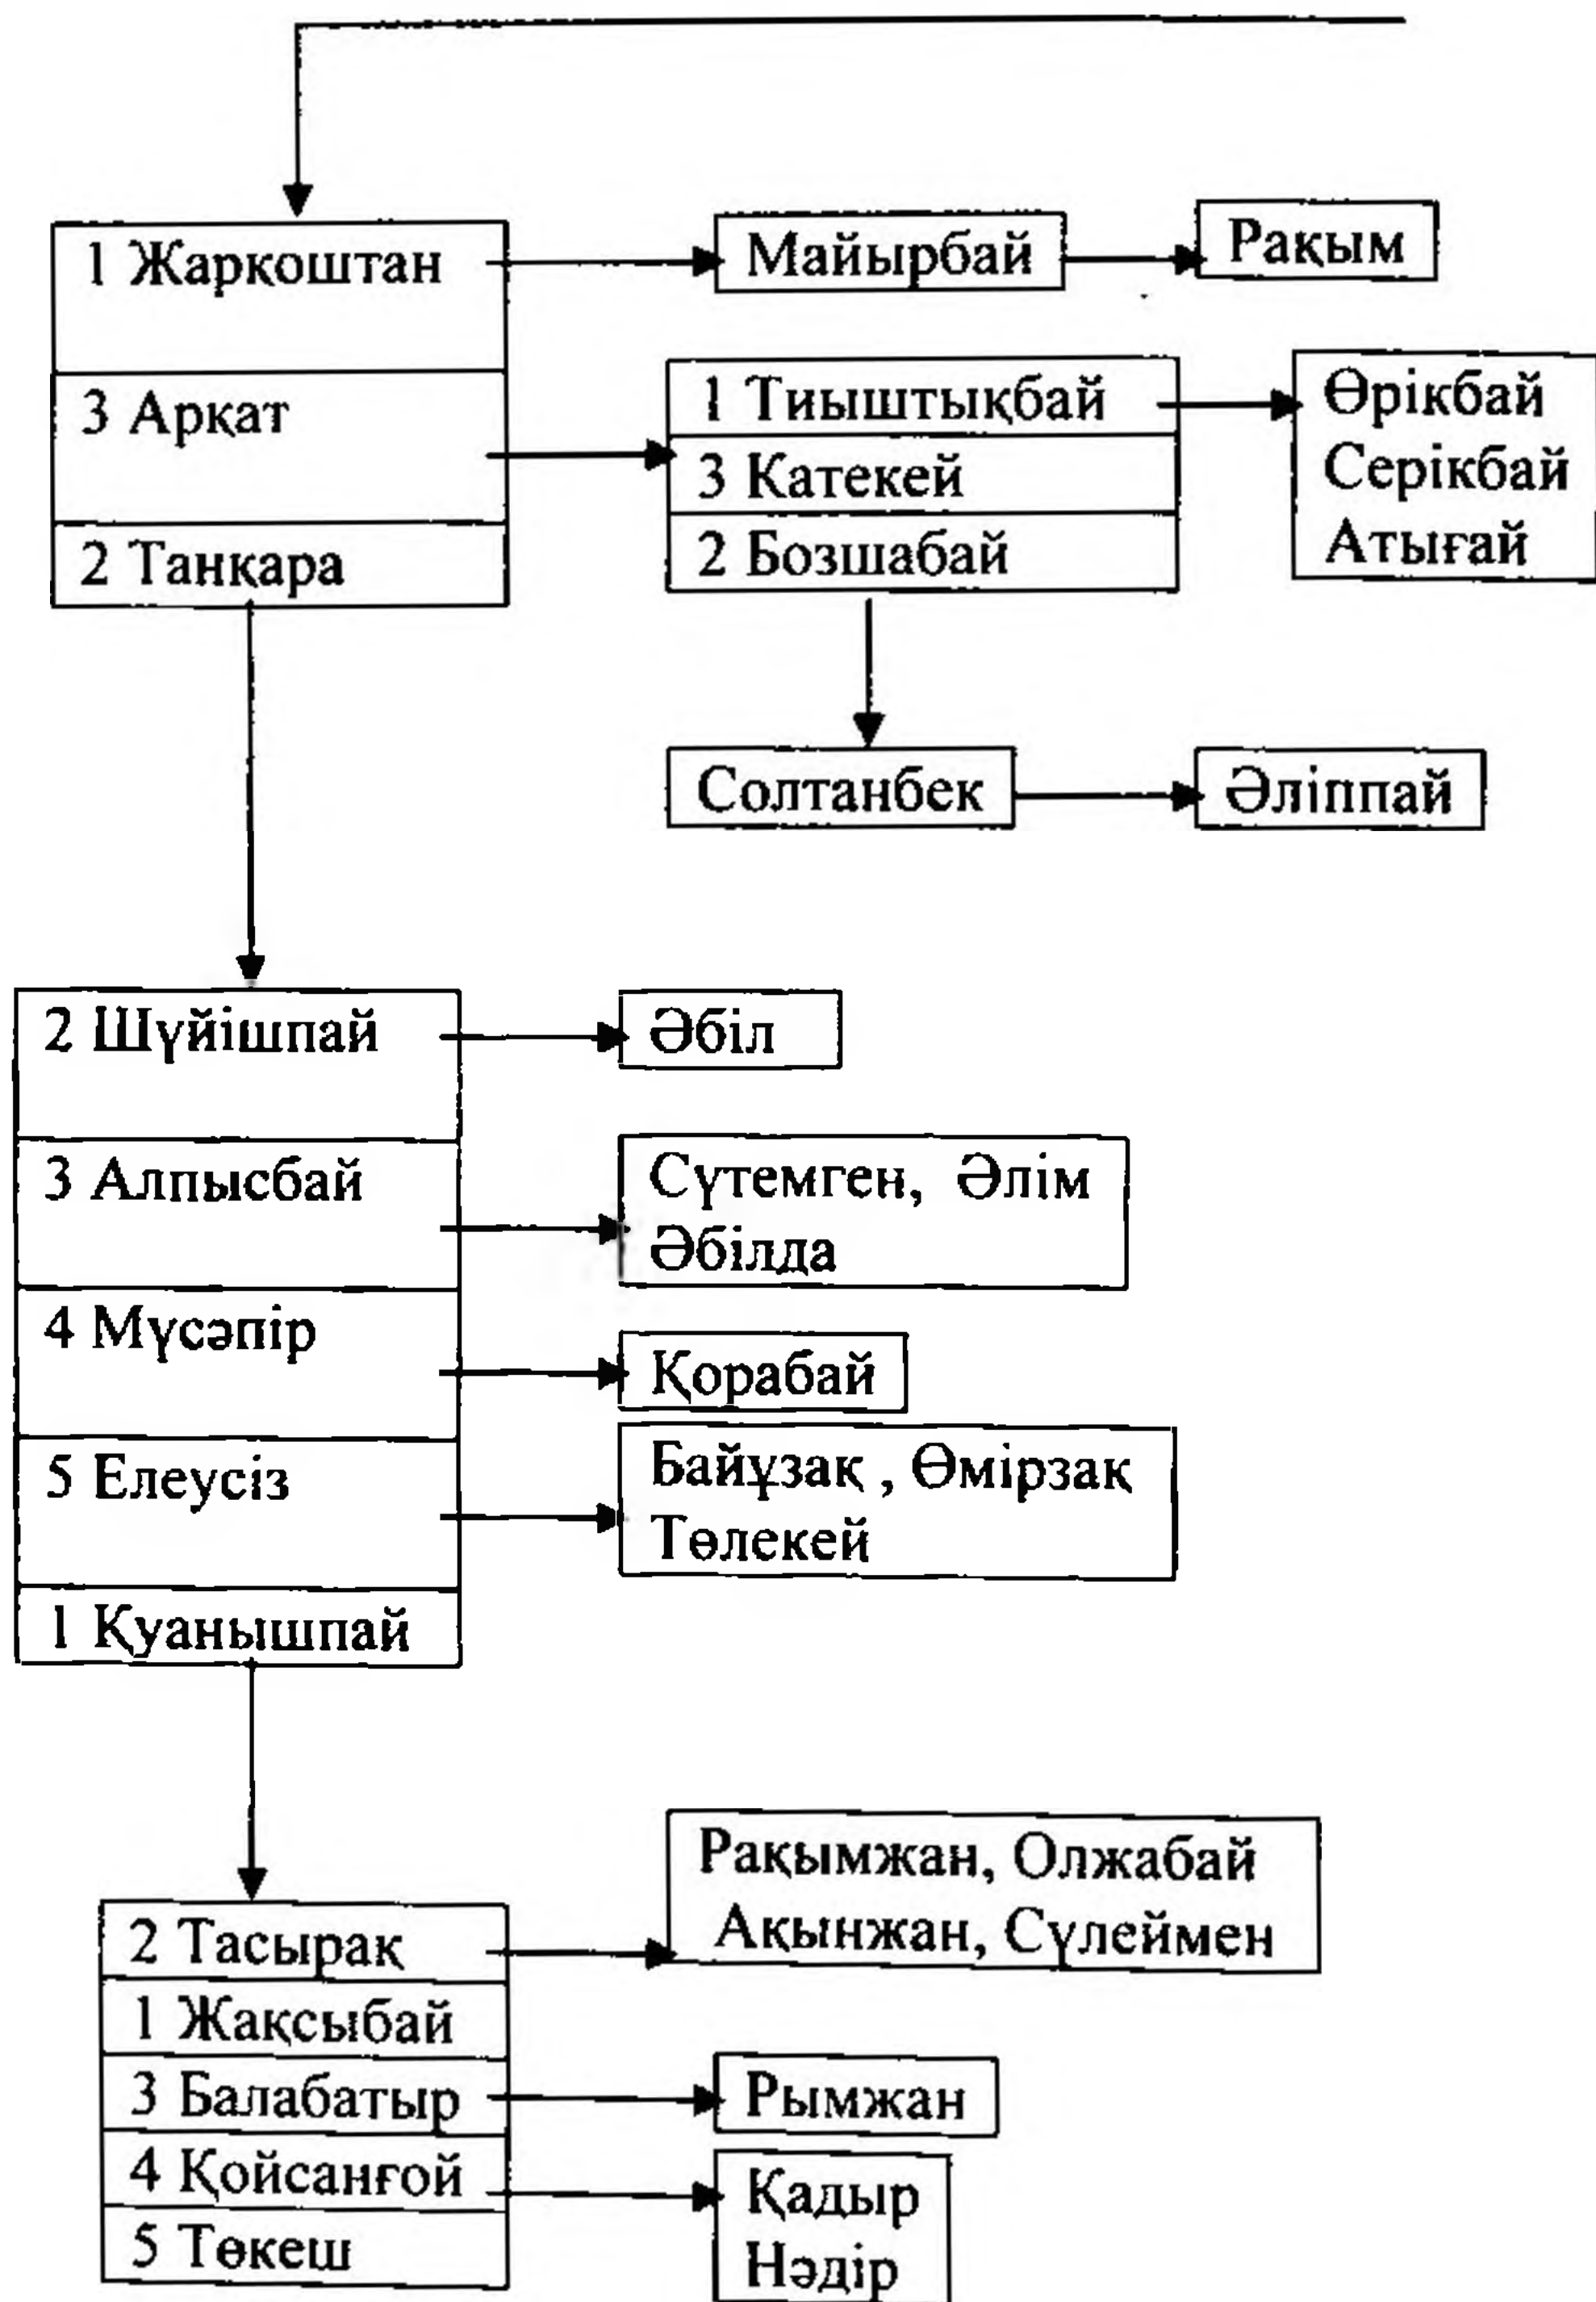 1 Жарқоштан
Майырбай
Рақым
3 Арқат
1 Тиыштықбай
3 Катекей
2 Бозшабай
Өрікбай
Серікбай
Атығай
2 Танқара
Солтанбек
Әліппай
2 Шүйішпай
Әбіл
3 Алпысбай
Сүтемген, Әлім
Әбілда
4 Мүсәпір
Қорабай
5 Елеусіз
Байұзақ , Өмірзақ
Төлекей
1 Қуанышпай
Рақымжан, Олжабай
Ақынжан, Сүлеймен
2 Тасырақ
1 Жақсыбай
3 Балабатыр
Рымжан
4 Қойсанғой
Қадыр
Нәдір
5 Төкеш